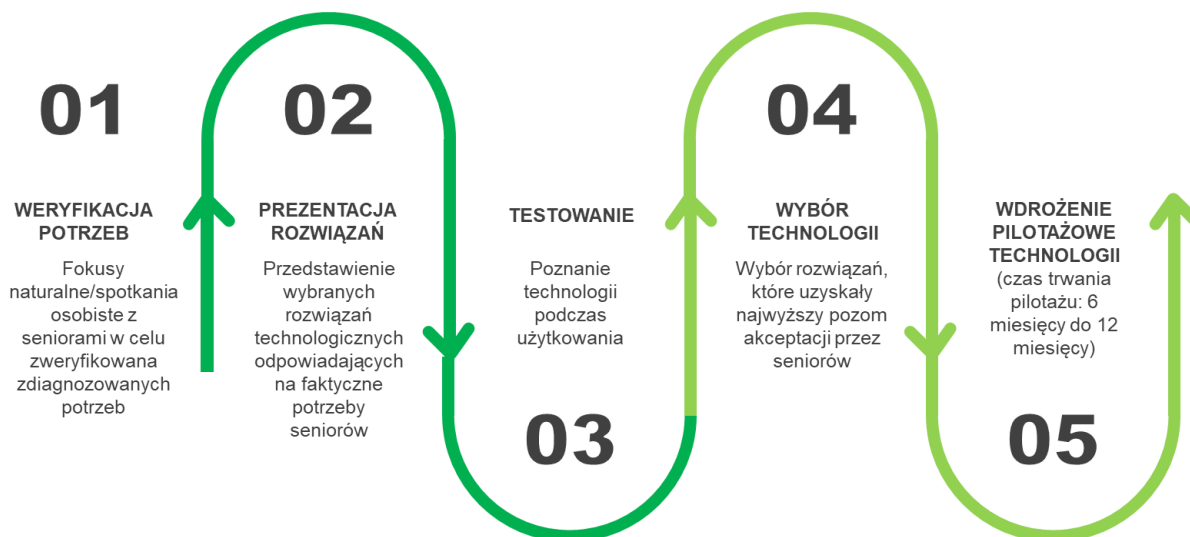 01
WERYFIKACJA
POTRZEB
Fokusy
naturalne/spotkania
osobiste z
seniorami w celu
zweryfikowana
zdiagnozowanych
potrzeb
02
PREZENTACJA
ROZWIĄZAŃ
Przedstawienie
wybranych
rozwiązań
technologicznych
odpowiadających
na faktyczne
potrzeby
seniorów
TESTOWANIE
Poznanie
technologii
podczas
użytkowania
03
04
WYBÓR
TECHNOLOGII
Wybór rozwiązań,
które uzyskały
najwyższy pozom
akceptacji przez
seniorów
WDROŻENIE
PILOTAŻOWE
TECHNOLOGII
(czas trwania
pilotażu: 6
miesięcy do 12
miesięcy)
05